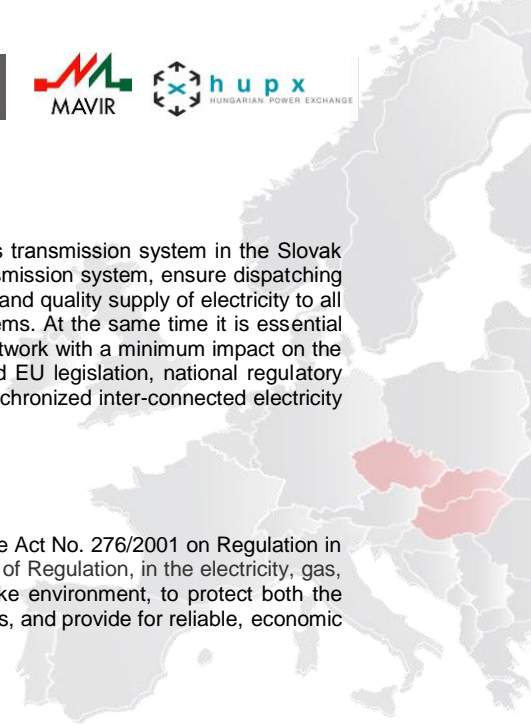 MAVIR
hupx
HUNGARIAN POWER EXCHANGE
s transmission system in the Slovak
smission system, ensure dispatching
and quality supply of electricity to all
ems. At the same time it is essential
twork with a minimum impact on the
d EU legislation, national regulatory
chronized inter-connected electricity
e Act No. 276/2001 on Regulation in
of Regulation, in the electricity, gas,
ke environment, to protect both the
s, and provide for reliable, economic